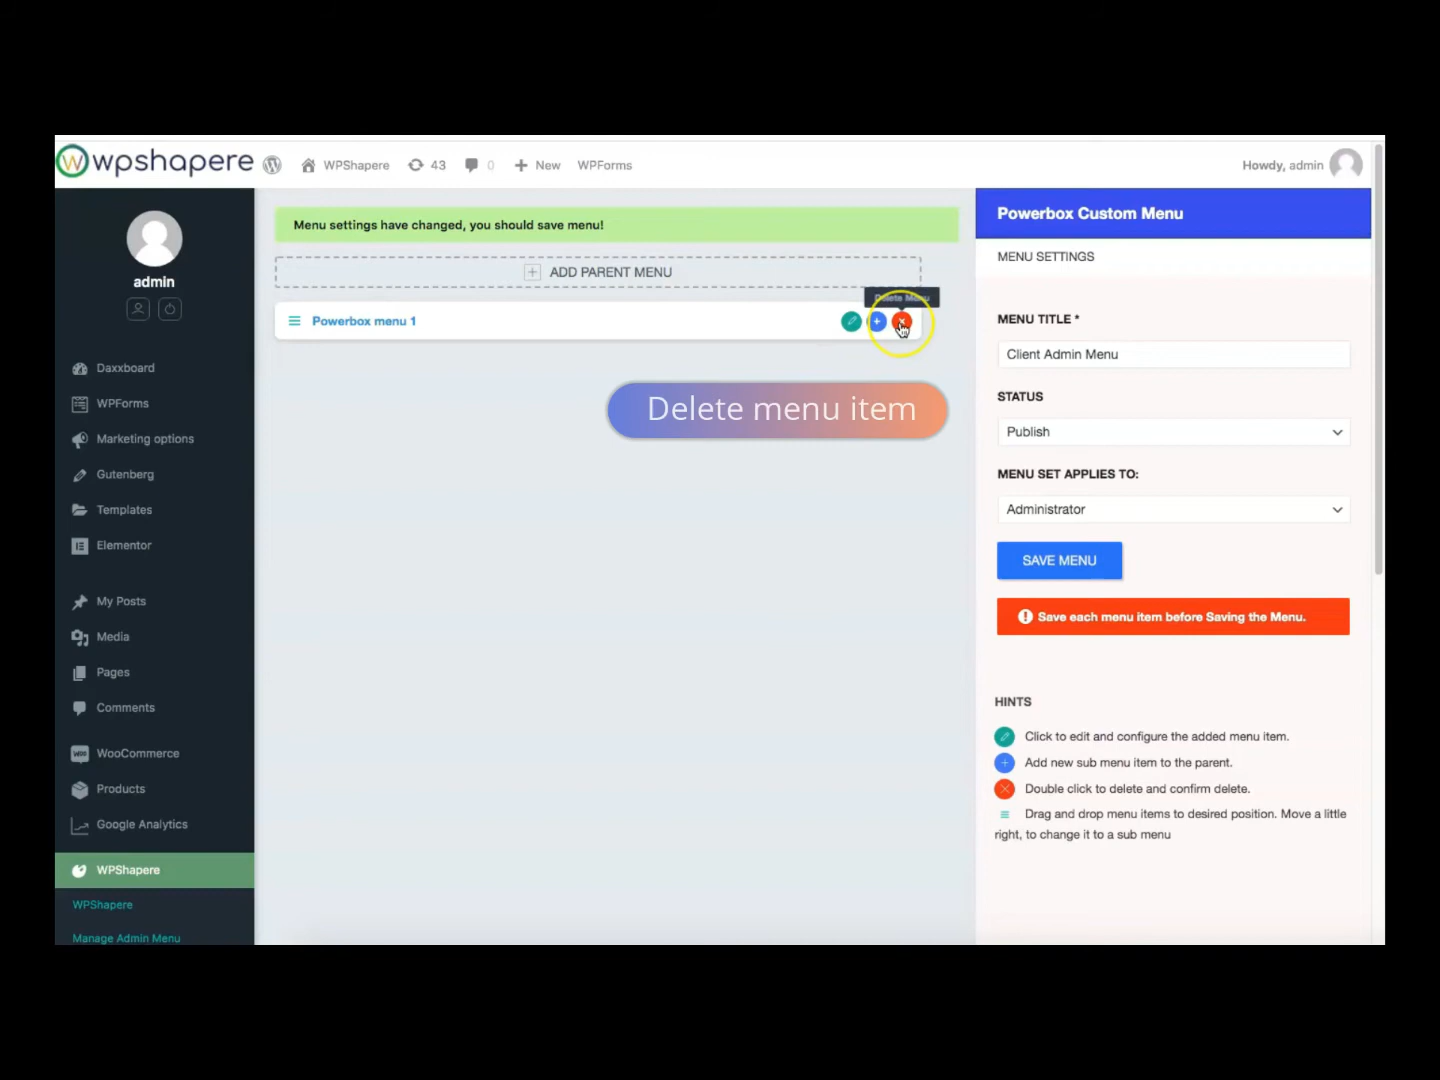 wpshapere
WPShapere
43
0
New
WPForms
Howdy, admin
admin
Daxxboard
WPForms
Marketing options
Gutenberg
Templates
Elementor
My Posts
Media
Pages
Comments
WooCommerce
Products
Google Analytics
WPShapere
WPShapere
Manage Admin Menu
Menu settings have changed, you should save menu!
ADD PARENT MENU
Delete Menu
Powerbox menu 1
Delete menu item
Powerbox Custom Menu
MENU SETTINGS
MENU TITLE *
Client Admin Menu
STATUS
Publish
MENU SET APPLIES TO:
Administrator
SAVE MENU
Save each menu item before Saving the Menu.
HINTS
Click to edit and configure the added menu item.
Add new sub menu item to the parent.
Double click to delete and confirm delete.
Drag and drop menu items to desired position. Move a little
right, to change it to a sub menu